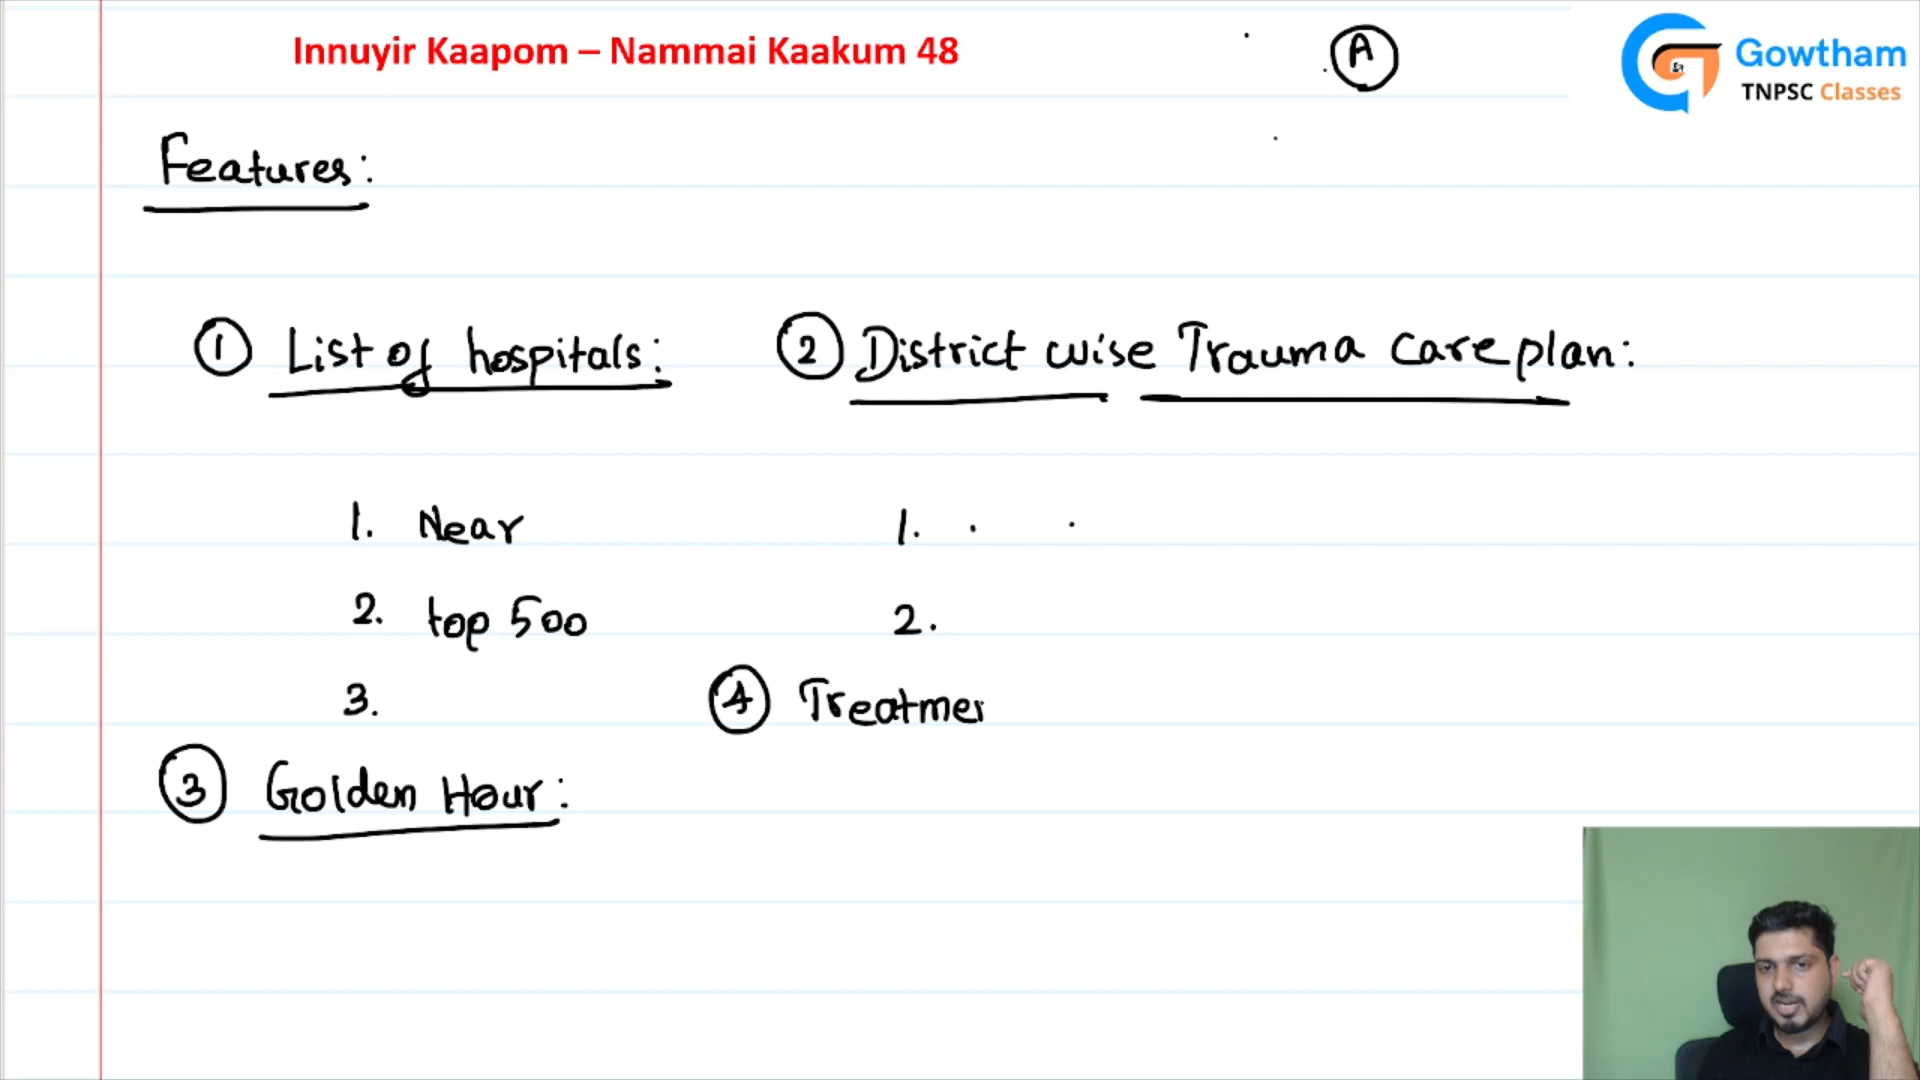 Innuyir Kaapom – Nammai Kaakum 48
A
Gowtham
TNPSC Classes
Features:
① List of hospitals:
② District wise Trauma care plan:
1. Near
1.
2. top 500
2.
3.
④ Treatmen
③ Golden Hour: